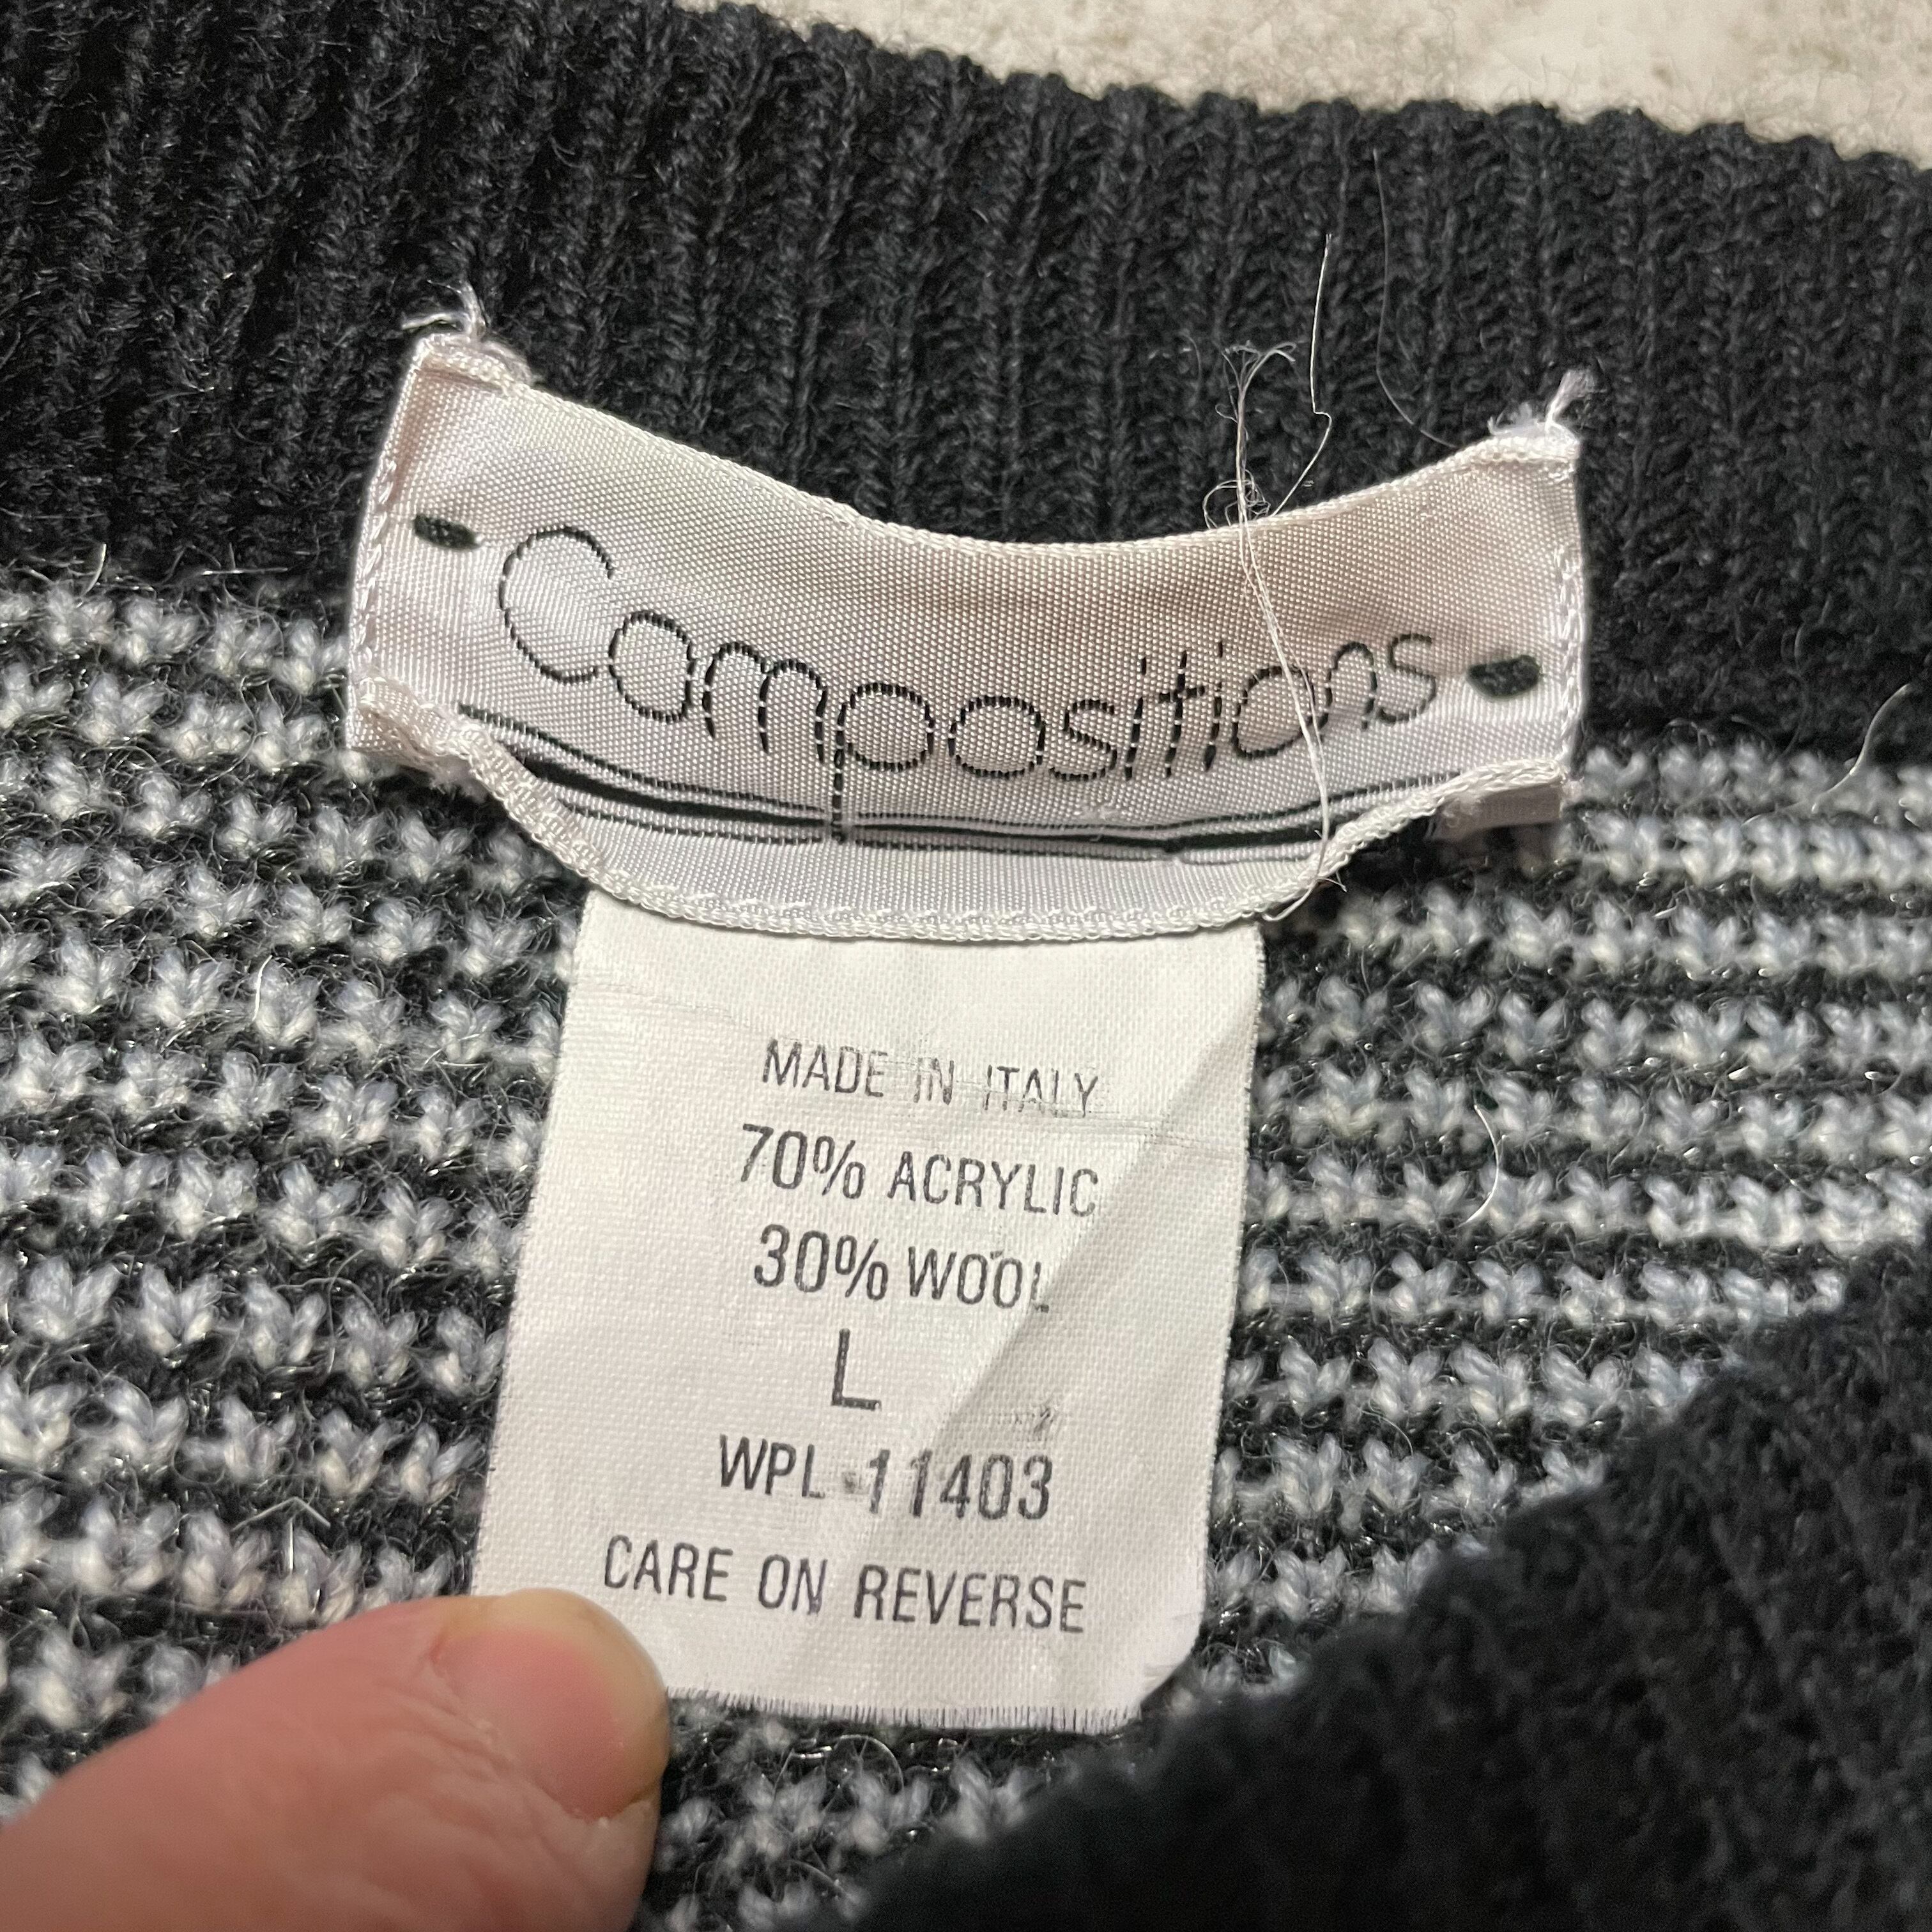 Compositions
MADE IN ITALY
70% ACRYLIC
30% WOOL
L
WPL-11403
CARE ON REVERSE